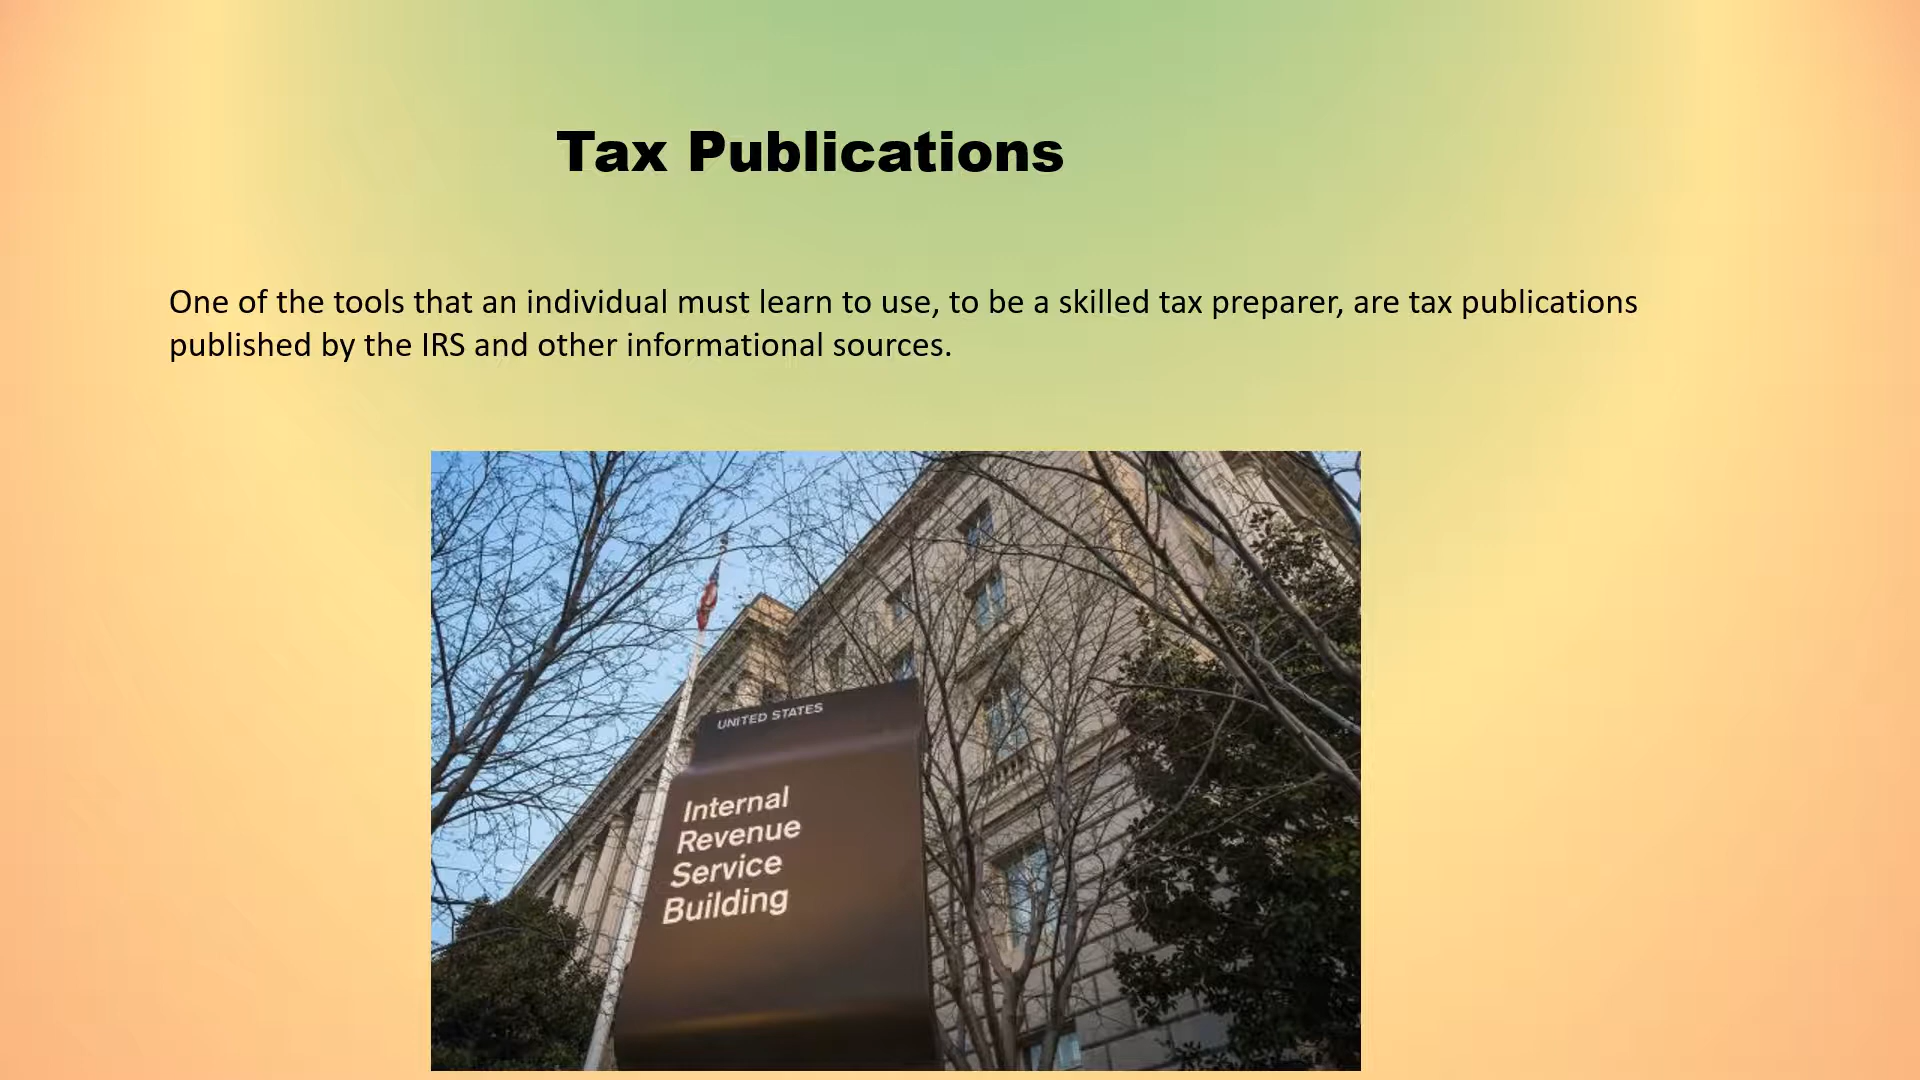 Tax Publications
One of the tools that an individual must learn to use, to be a skilled tax preparer, are tax publications
published by the IRS and other informational sources.
UNITED STATES
Internal
Revenue
Service
Building